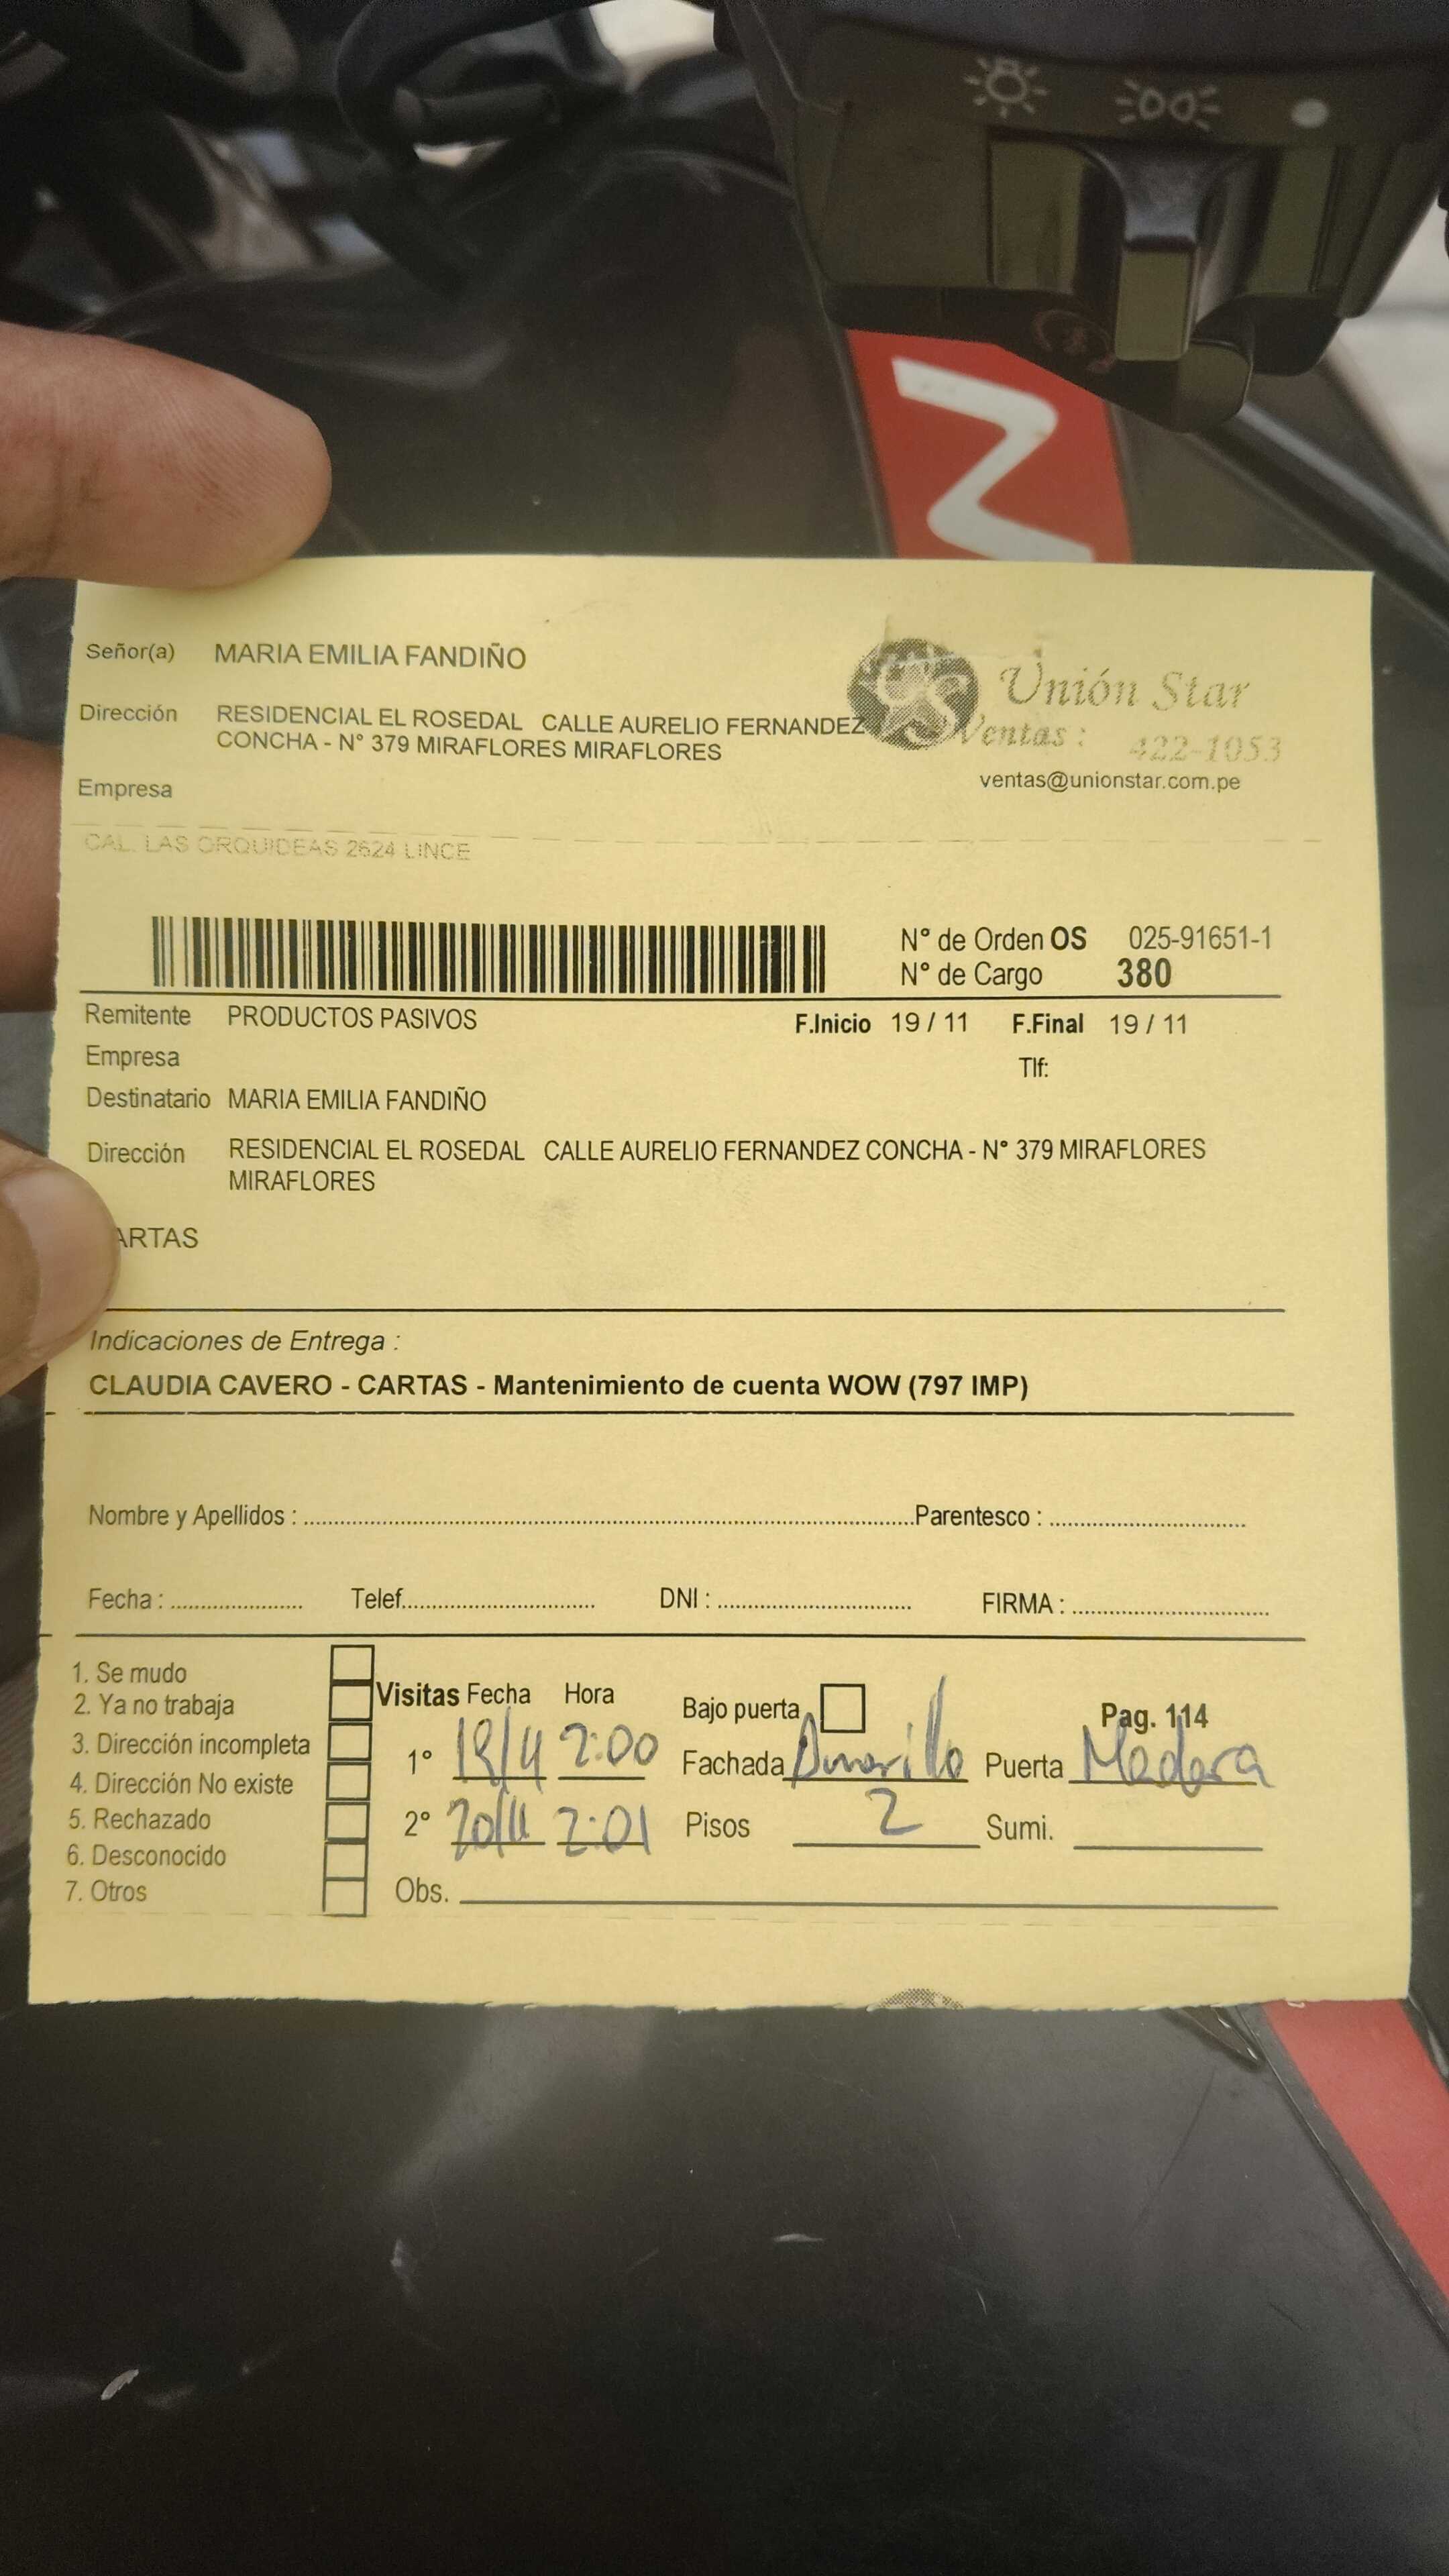 Señor(a) MARIA EMILIA FANDIÑO
Unión Star
Dirección RESIDENCIAL EL ROSEDAL CALLE AURELIO FERNANDEZ
CONCHA - N° 379 MIRAFLORES MIRAFLORES
Ventas : 422-1053
ventas@unionstar.com.pe
Empresa
CAL. LAS ORQUIDEAS 2624 LINCE
N° de Orden OS 025-91651-1
N° de Cargo 380
Remitente PRODUCTOS PASIVOS F.Inicio 19 / 11 F.Final 19 / 11
Empresa Tlf:
Destinatario MARIA EMILIA FANDIÑO
Dirección RESIDENCIAL EL ROSEDAL CALLE AURELIO FERNANDEZ CONCHA - N° 379 MIRAFLORES
MIRAFLORES
ARTAS
Indicaciones de Entrega :
CLAUDIA CAVERO - CARTAS - Mantenimiento de cuenta WOW (797 IMP)
Nombre y Apellidos : Parentesco :
Fecha : Telef. DNI : FIRMA :
1. Se mudo
2. Ya no trabaja
3. Dirección incompleta
4. Dirección No existe
5. Rechazado
6. Desconocido
7. Otros
Visitas Fecha Hora Bajo puerta Pag. 114
1° 19/11 2:00 Fachada Amarillo Puerta Madera
2° 20/11 2:01 Pisos 2 Sumi.
Obs.